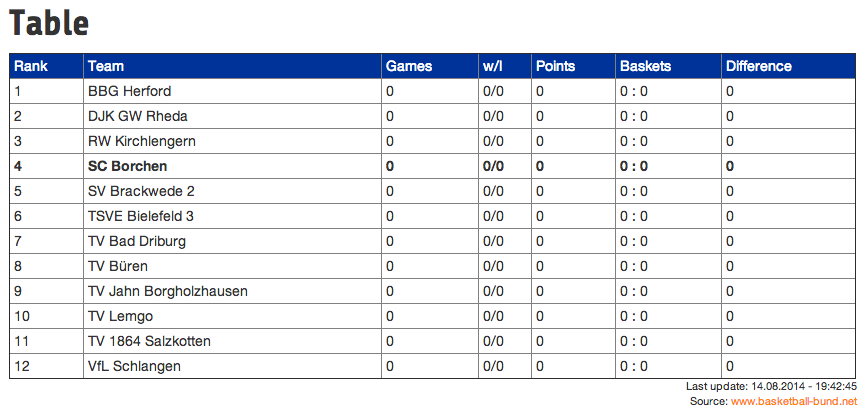 Table
Rank Team Games w/l Points Baskets Difference
1 BBG Herford 0 0/0 0 0 : 0 0
2 DJK GW Rheda 0 0/0 0 0 : 0 0
3 RW Kirchlengern 0 0/0 0 0 : 0 0
4 SC Borchen 0 0/0 0 0 : 0 0
5 SV Brackwede 2 0 0/0 0 0 : 0 0
6 TSVE Bielefeld 3 0 0/0 0 0 : 0 0
7 TV Bad Driburg 0 0/0 0 0 : 0 0
8 TV Büren 0 0/0 0 0 : 0 0
9 TV Jahn Borgholzhausen 0 0/0 0 0 : 0 0
10 TV Lemgo 0 0/0 0 0 : 0 0
11 TV 1864 Salzkotten 0 0/0 0 0 : 0 0
12 VfL Schlangen 0 0/0 0 0 : 0 0
Last update: 14.08.2014 - 19:42:45
Source: www.basketball-bund.net